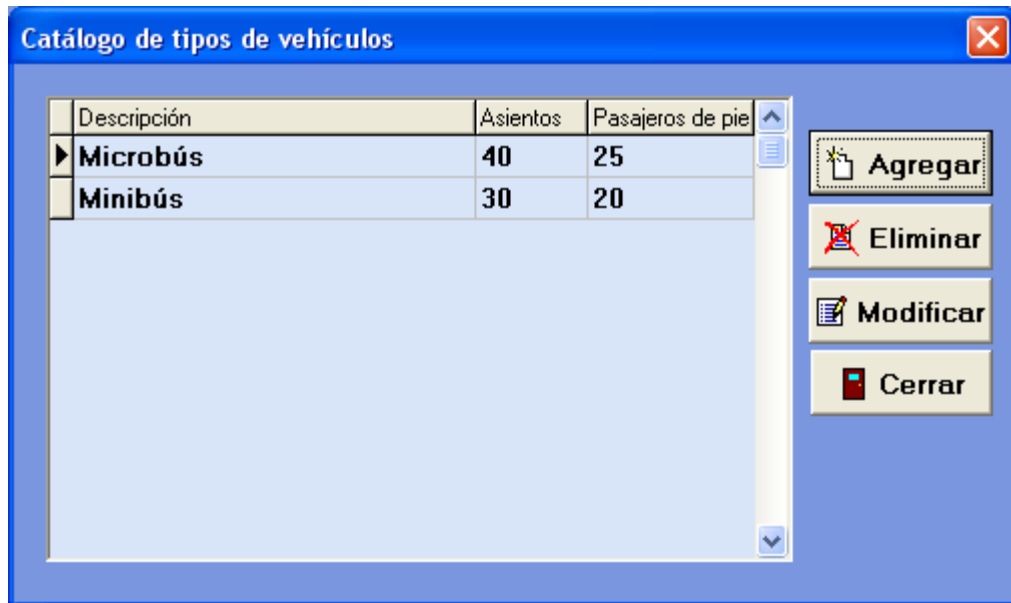 Catálogo de tipos de vehículos
Descripción Asientos Pasajeros de pie
Microbús 40 25
Minibús 30 20
Agregar
Eliminar
Modificar
Cerrar